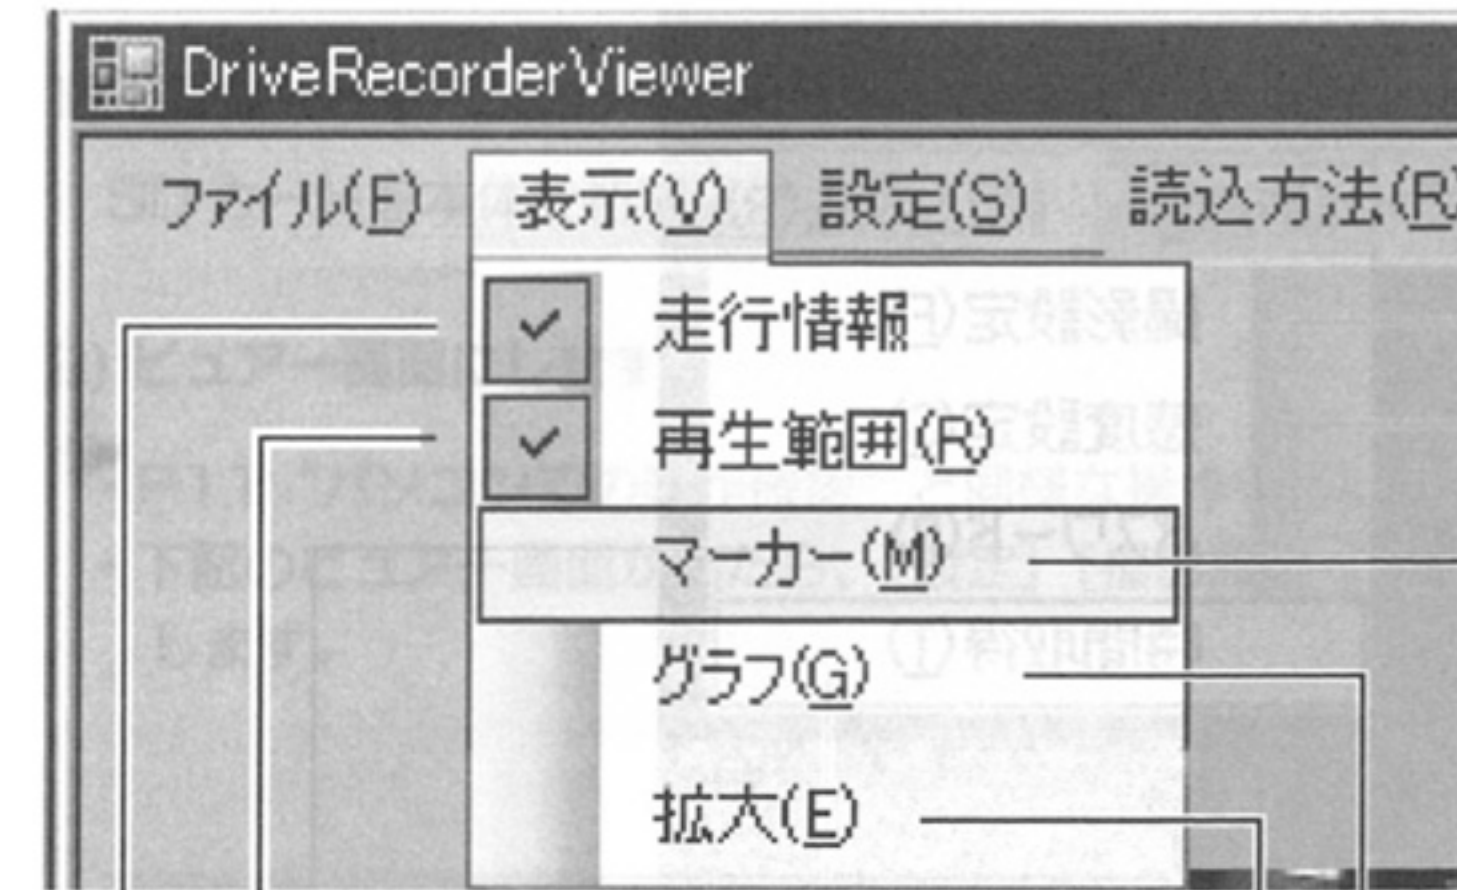 DriveRecorderViewer
ファイル(F) 表示(V) 設定(S) 読込方法(R)
走行情報
再生範囲(R)
マーカー(M)
グラフ(G)
拡大(E)